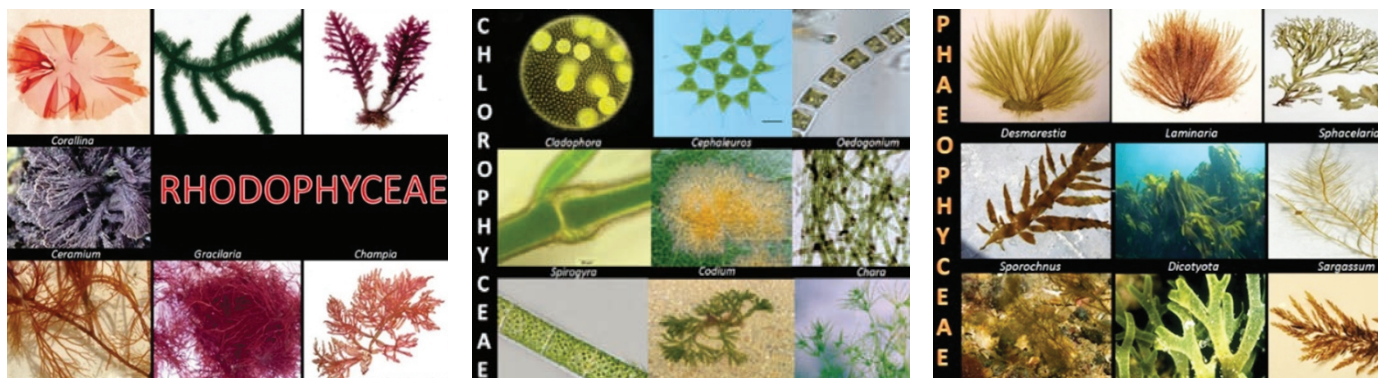 Corallina
RHODOPHYCEAE
Ceramium
Gracilaria
Champia
CHLOROPHYCEAE
Cladophora
Cephaleuros
Oedogonium
Spirogyra
Codium
Chara
PHAEOPHYCEAE
Desmarestia
Laminaria
Sphacelaria
Sporochnus
Dicotyota
Sargassum